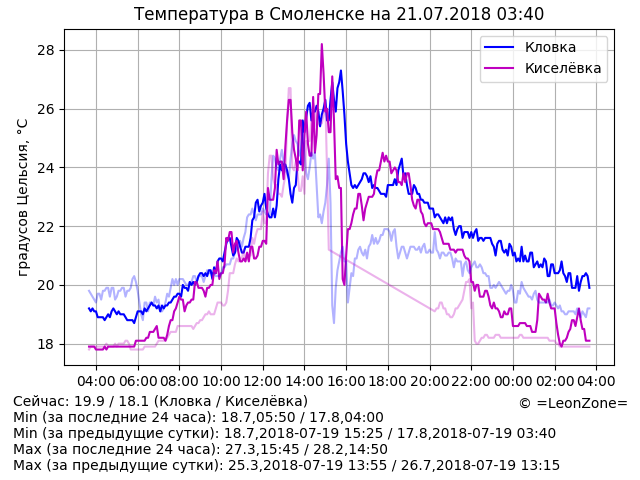 Температура в Смоленске на 21.07.2018 03:40
Кловка
Киселёвка
градусов Цельсия, °C
28
26
24
22
20
18
04:00 06:00 08:00 10:00 12:00 14:00 16:00 18:00 20:00 22:00 00:00 02:00 04:00
Сейчас: 19.9 / 18.1 (Кловка / Киселёвка)
© =LeonZone=
Min (за последние 24 часа): 18.7,05:50 / 17.8,04:00
Min (за предыдущие сутки): 18.7,2018-07-19 15:25 / 17.8,2018-07-19 03:40
Max (за последние 24 часа): 27.3,15:45 / 28.2,14:50
Max (за предыдущие сутки): 25.3,2018-07-19 13:55 / 26.7,2018-07-19 13:15